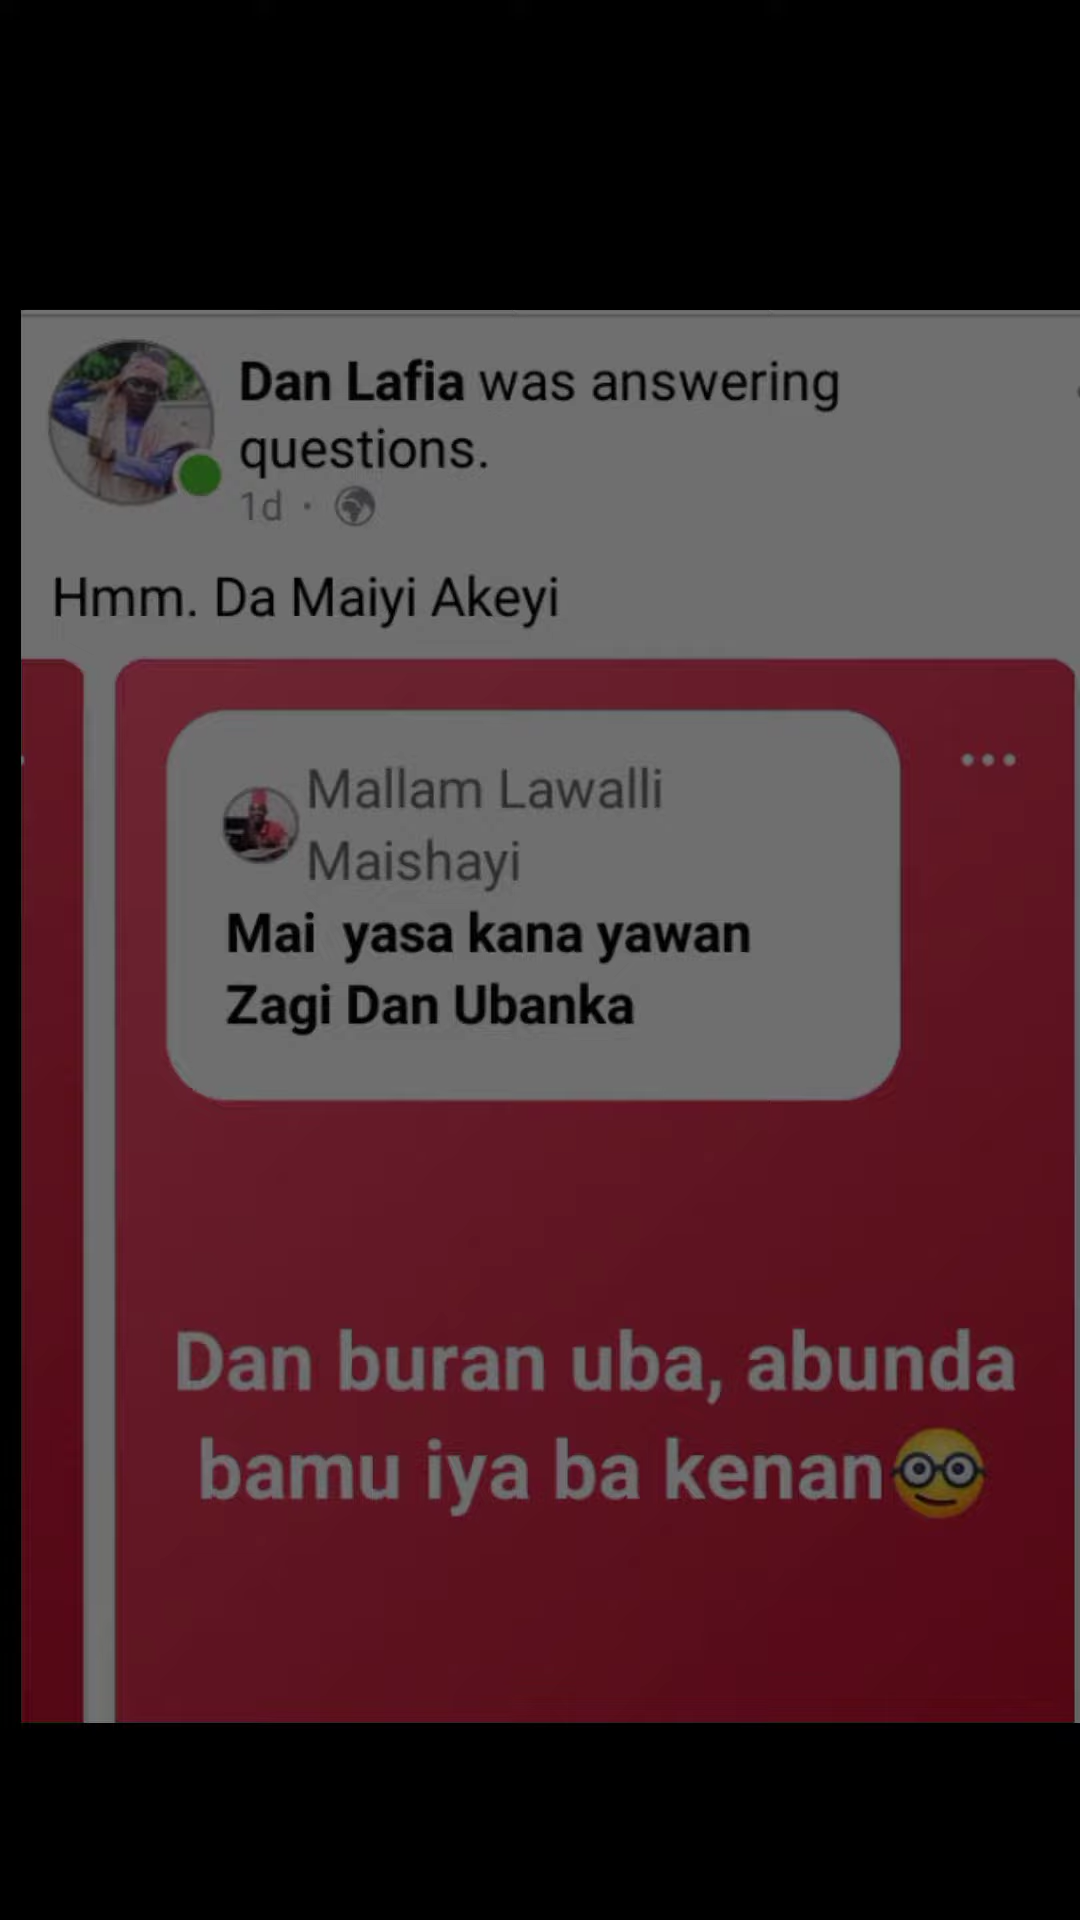 Dan Lafia was answering
questions.
1d ·
Hmm. Da Maiyi Akeyi
Mallam Lawalli
Maishayi
Mai yasa kana yawan
Zagi Dan Ubanka
Dan buran uba, abunda
bamu iya ba kenan🤓